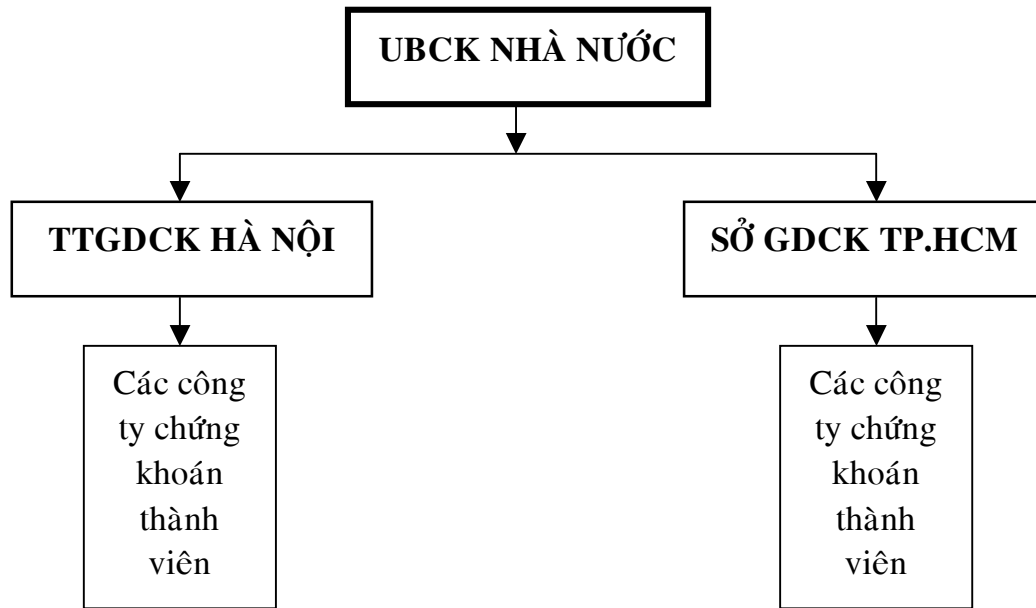 UBCK NHÀ NƯỚC
TTGDCK HÀ NỘI
SỞ GDCK TP.HCM
Các công
ty chứng
khoán
thành
viên
Các công
ty chứng
khoán
thành
viên